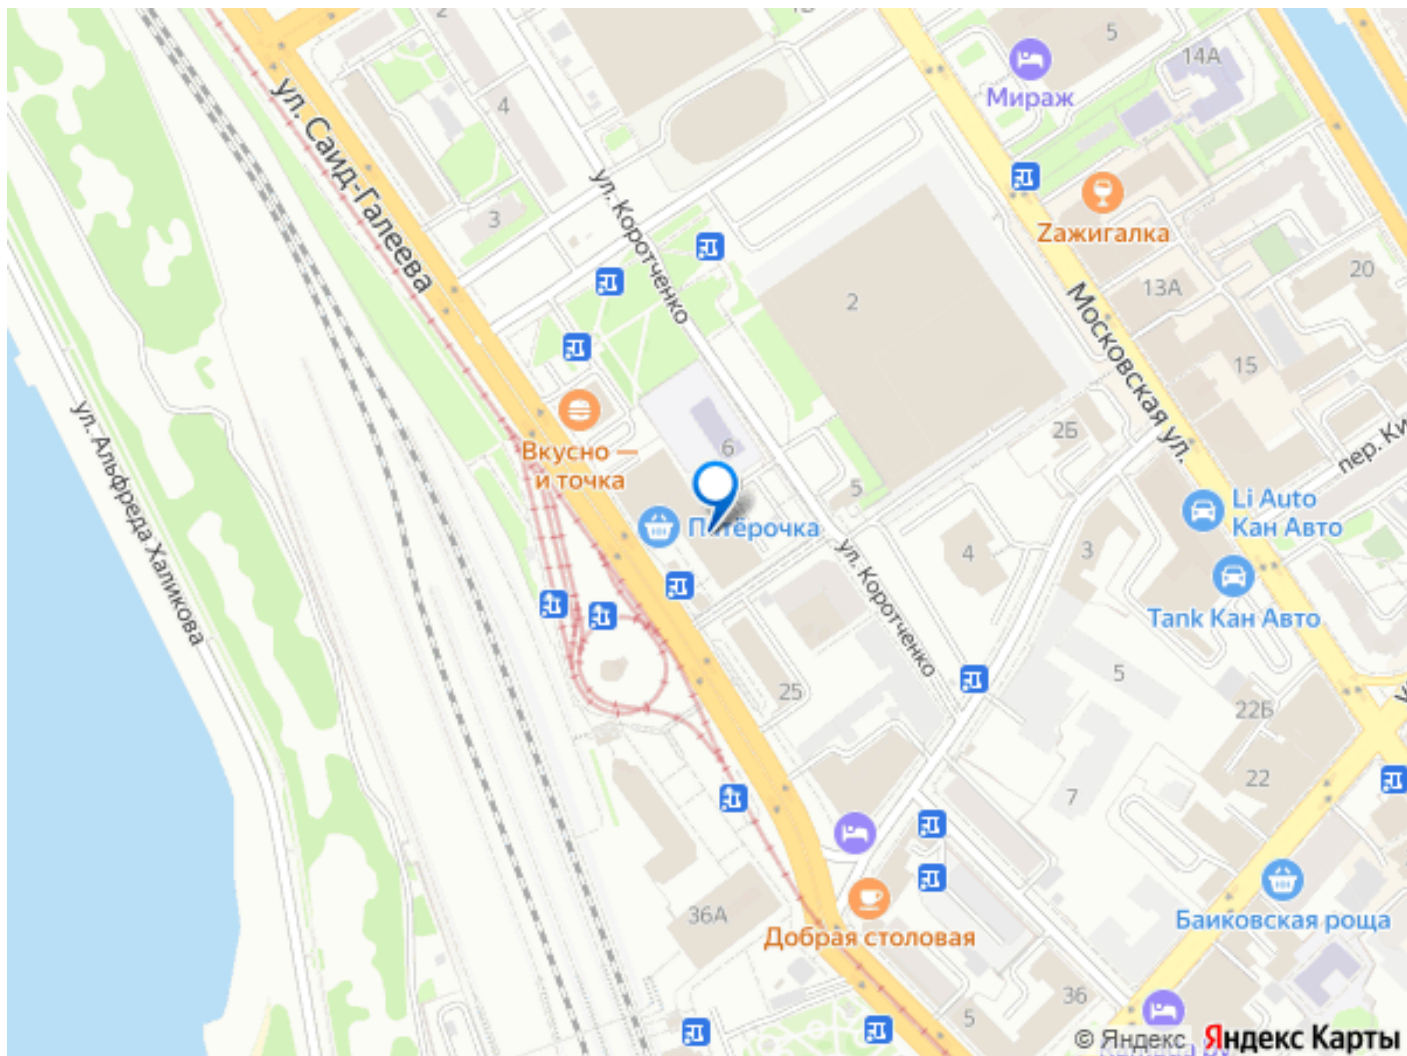 2
5
14А
Мираж
4
ул. Саид-Галеева
ул. Коротченко
3
Zажигалка
20
13А
2
Московская ул.
15
ул. Альфреда Халикова
Вкусно —
и точка
6
2Б
пер. Ки
5
Li Auto
Кан Авто
Пятёрочка
ул. Коротченко
4
3
Tank Кан Авто
5
25
22Б
22
7
36А
Добрая столовая
Баиковская роща
36
5
© Яндекс Яндекс Карты